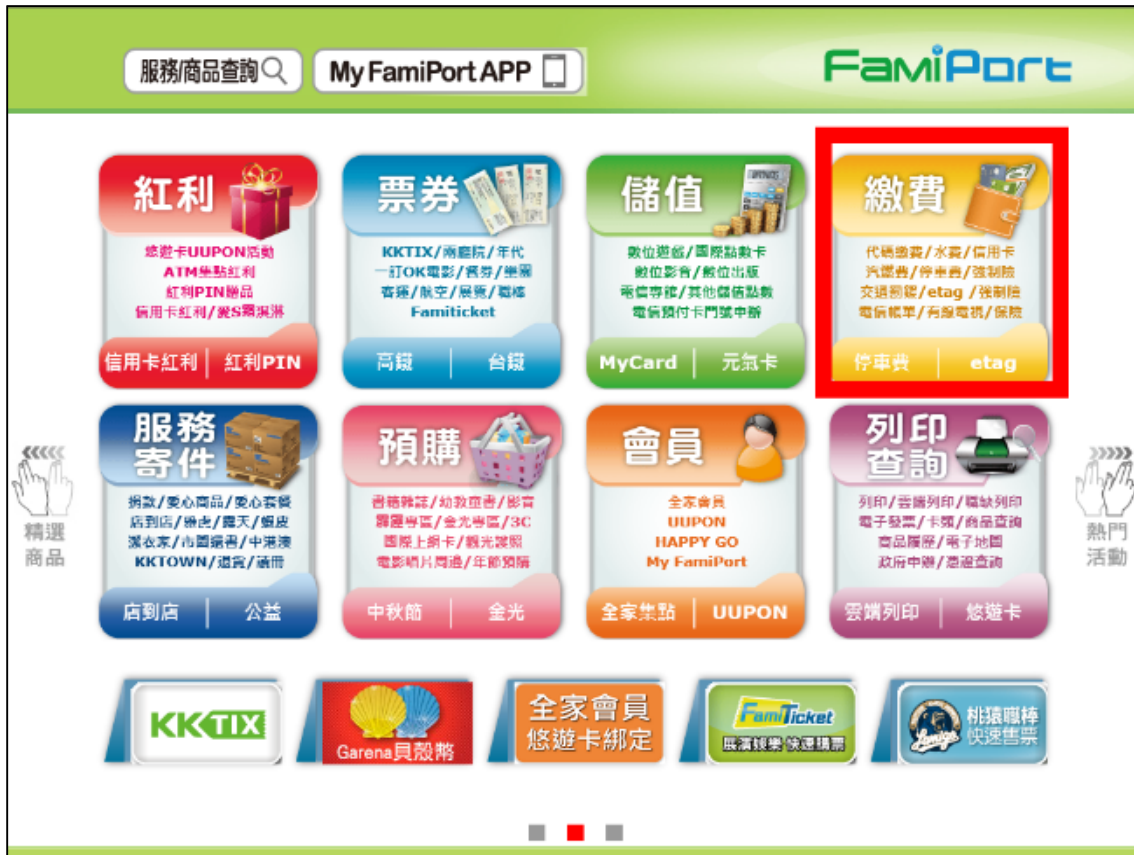 服務/商品查詢
My FamiPort APP
FamiPort
紅利
悠遊卡UUPON活動
ATM集點紅利
紅利PIN贈品
信用卡紅利/愛S霜淇淋
信用卡紅利
紅利PIN
票券
KKTIX/兩廳院/年代
一訂OK電影/餐券/樂園
客運/航空/展覽/職棒
Famiticket
高鐵
台鐵
儲值
數位遊戲/國際點數卡
數位影音/數位出版
電信專館/其他儲值點數
電信預付卡門號申辦
MyCard
元氣卡
繳費
代碼繳費/水費/信用卡
汽燃費/停車費/強制險
交通罰鍰/etag /強制險
電信帳單/有線電視/保險
停車費
etag
服務
寄件
捐款/愛心商品/愛心套餐
店到店/雅虎/露天/蝦皮
潔衣家/市圖還書/中港澳
KKTOWN/退貨/讀冊
店到店
公益
預購
書籍雜誌/幼教童書/影音
霹靂專區/金光專區/3C
國際上網卡/觀光護照
電影唱片周邊/年節預購
中秋節
金光
會員
全家會員
UUPON
HAPPY GO
My FamiPort
全家集點
UUPON
列印
查詢
列印/雲端列印/職缺列印
電子發票/卡類/商品查詢
商品履歷/電子地圖
政府申辦/憑證查詢
雲端列印
悠遊卡
精選
商品
熱門
活動
KKTIX
Garena貝殼幣
全家會員
悠遊卡綁定
FamiTicket
展演娛樂 快速購票
Lamigo
桃猿職棒
快速售票